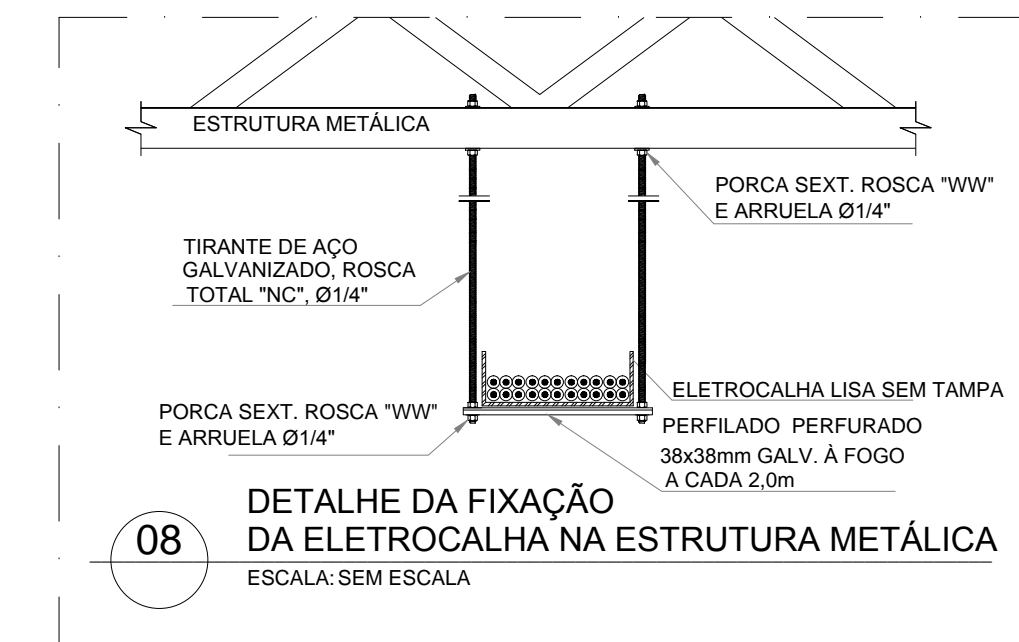 ESTRUTURA METÁLICA
PORCA SEXT. ROSCA "WW"
E ARRUELA Ø1/4"
TIRANTE DE AÇO
GALVANIZADO, ROSCA
TOTAL "NC", Ø1/4"
ELETROCALHA LISA SEM TAMPA
PORCA SEXT. ROSCA "WW"
E ARRUELA Ø1/4"
PERFILADO PERFURADO
38x38mm GALV. À FOGO
A CADA 2,0m
08
DETALHE DA FIXAÇÃO
DA ELETROCALHA NA ESTRUTURA METÁLICA
ESCALA: SEM ESCALA